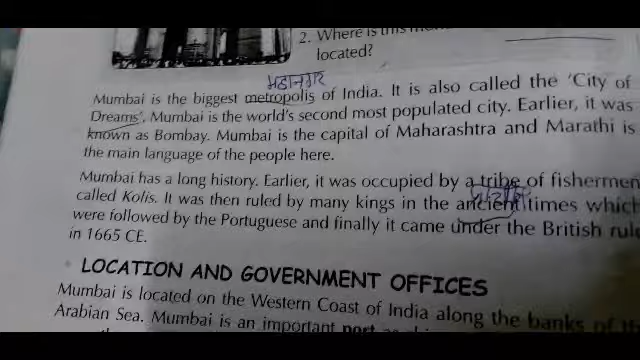 2. Where is this
located?
महानगर
Mumbai is the biggest metropolis of India. It is also called the 'City of
Dreams'. Mumbai is the world's second most populated city. Earlier, it was
known as Bombay. Mumbai is the capital of Maharashtra and Marathi is
the main language of the people here.
Mumbai has a long history. Earlier, it was occupied by a tribe of fishermen
called Kolis. It was then ruled by many kings in the ancient times which
were followed by the Portuguese and finally it came under the British rule
in 1665 CE.
LOCATION AND GOVERNMENT OFFICES
Mumbai is located on the Western Coast of India along the banks of
Arabian Sea. Mumbai is an important port